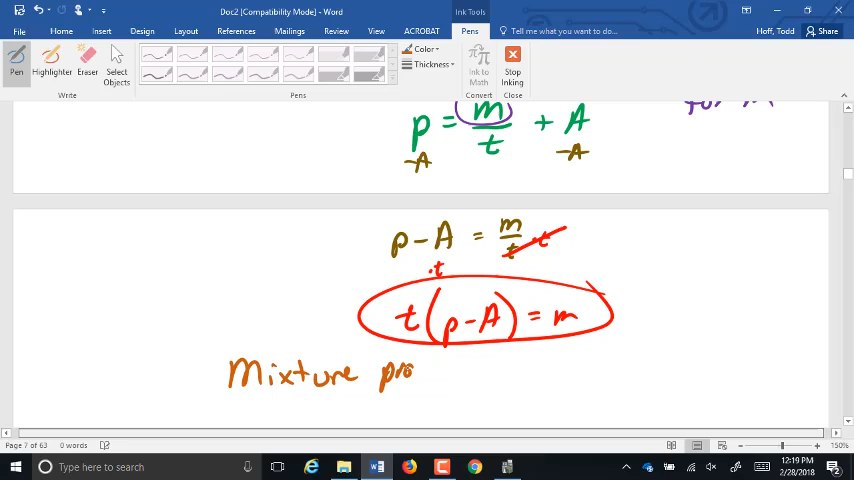 Doc2 [Compatibility Mode] - Word
Ink Tools
Hoff, Todd
File Home Insert Design Layout References Mailings Review View ACROBAT Pens Tell me what you want to do... Share
Pen Highlighter Eraser Select Objects
Color
Thickness
Ink to Math
Stop Inking
Write Pens Convert Close
for m
p = m/t + A
-A -A
p - A = m/t · t
· t
t(p - A) = m
Mixture pro
Page 7 of 63 0 words 150%
Type here to search
12:19 PM
2/28/2018
2